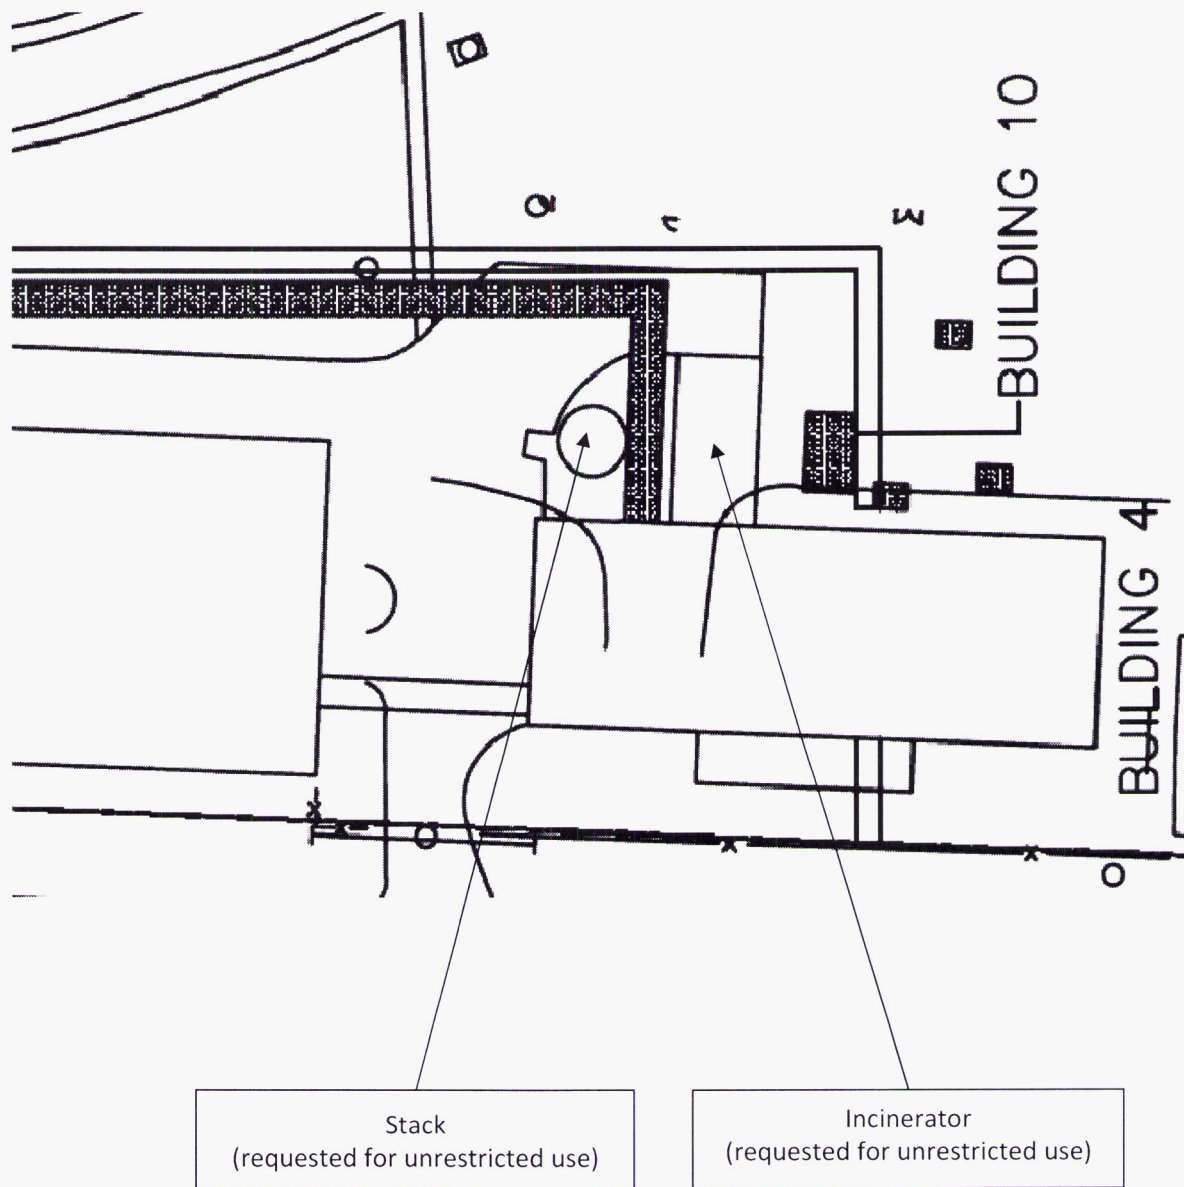 BUILDING 10
BUILDING 4
Stack
(requested for unrestricted use)
Incinerator
(requested for unrestricted use)